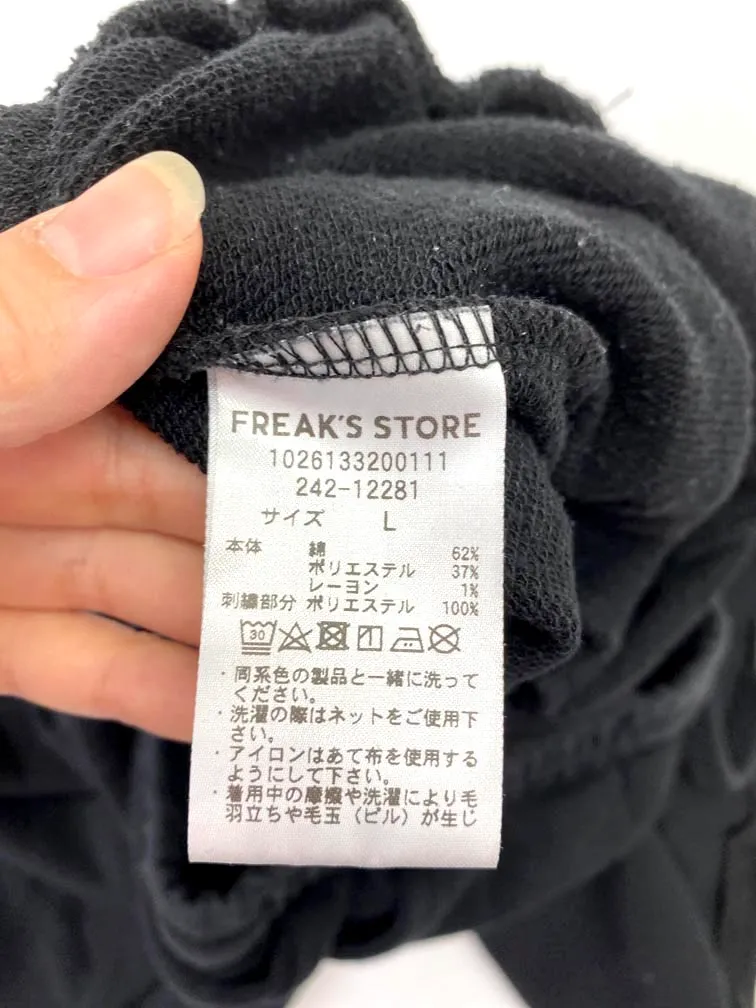 FREAK'S STORE
1026133200111
242-12281
サイズ L
本体 綿 62%
ポリエステル 37%
レーヨン 1%
刺繍部分 ポリエステル 100%
30
・同系色の製品と一緒に洗って
ください。
・洗濯の際はネットをご使用下
さい。
・アイロンはあて布を使用する
ようにして下さい。
・着用中の摩擦や洗濯により毛
羽立ちや毛玉（ピル）が生じ